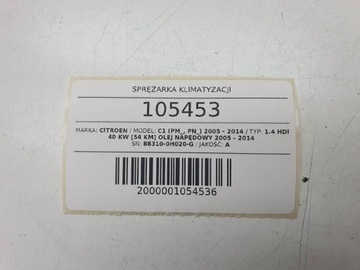 SPRĘŻARKA KLIMATYZACJI
105453
MARKA: CITROEN / MODEL: C1 (PM_, PN_) 2005 - 2014 / TYP: 1.4 HDI
40 KW [54 KM] OLEJ NAPĘDOWY 2005 - 2014
SN: 88310-0H020-G / JAKOŚĆ: A
2000001054536